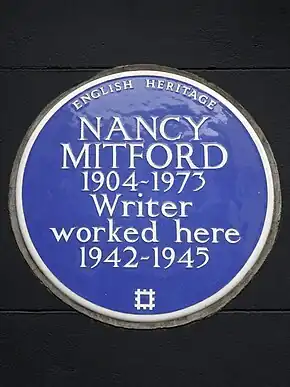 ENGLISH HERITAGE
NANCY
MITFORD
1904-1973
Writer
worked here
1942-1945